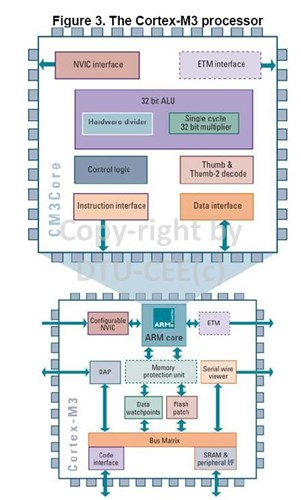 Figure 3. The Cortex-M3 processor
NVIC interface
ETM interface
32 bit ALU
Hardware divider
Single cycle
32 bit multiplier
Control logic
Thumb &
Thumb-2 decode
Instruction interface
Data interface
CM3Core
Copy-right by
DTU-CEE(c)
Configurable
NVIC
ARM
ARM core
ETM
DAP
Memory
protection unit
Serial wire
viewer
Data
watchpoints
Flash
patch
Bus Matrix
Code
interface
SRAM &
peripheral I/F
Cortex-M3